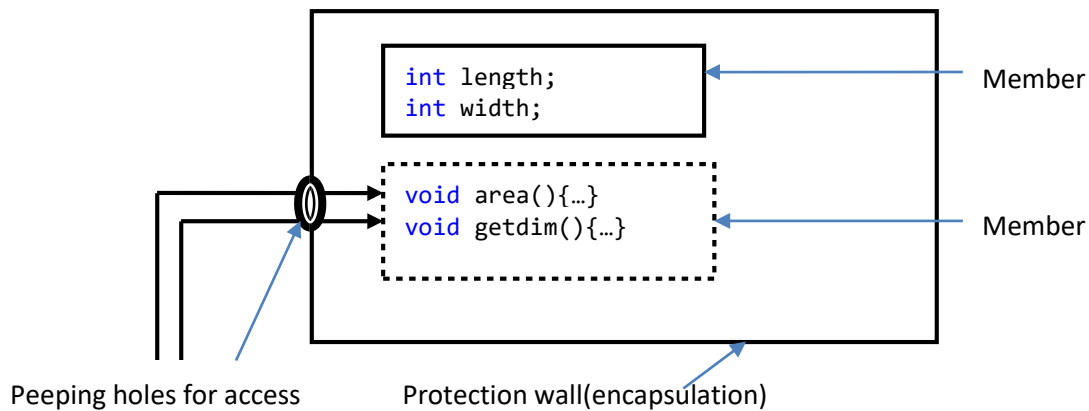 int length;
int width;
Member
void area(){…}
void getdim(){…}
Member
Peeping holes for access
Protection wall(encapsulation)